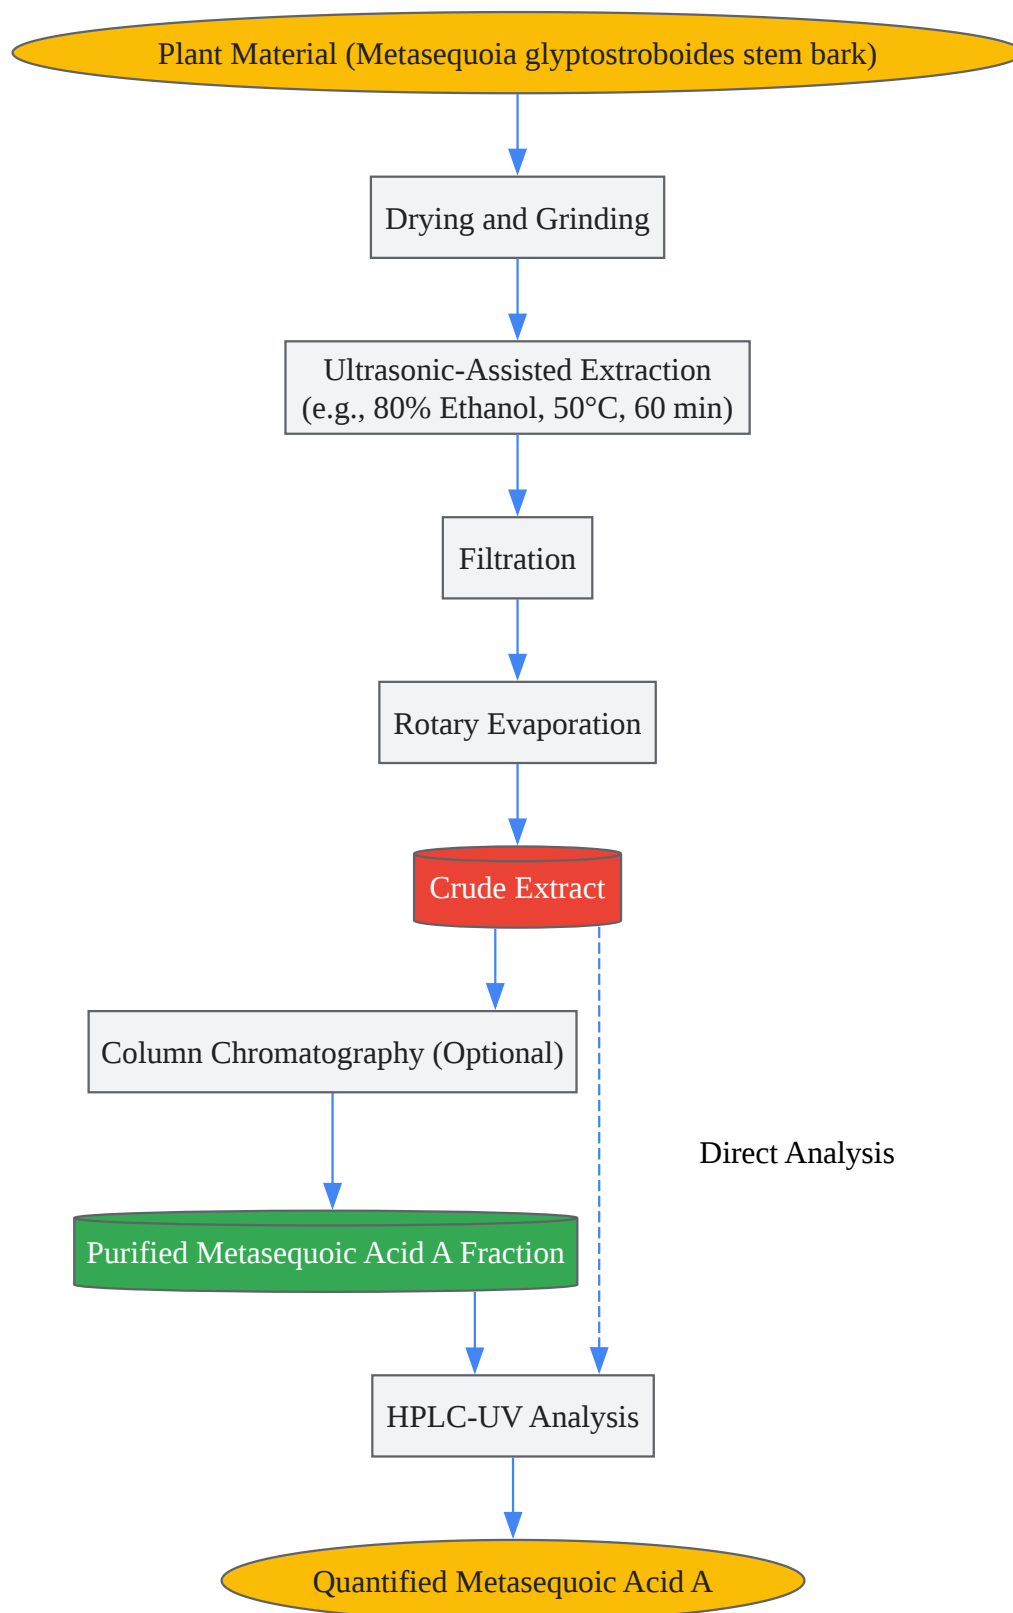 Plant Material (Metasequoia glyptostroboides stem bark)
Drying and Grinding
Ultrasonic-Assisted Extraction
(e.g., 80% Ethanol, 50°C, 60 min)
Filtration
Rotary Evaporation
Crude Extract
Column Chromatography (Optional)
Direct Analysis
Purified Metasequoic Acid A Fraction
HPLC-UV Analysis
Quantified Metasequoic Acid A